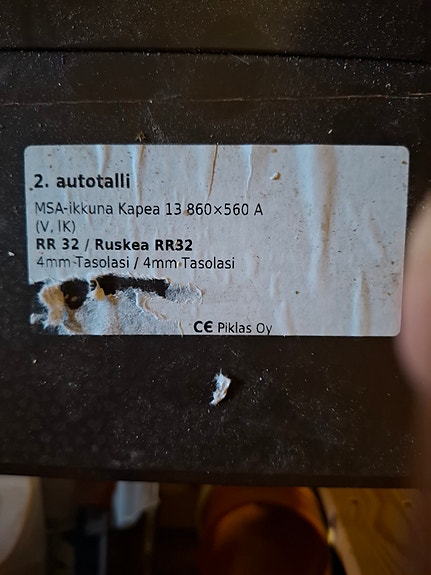 2. autotalli
MSA-ikkuna Kapea 13 860×560 A
(V, IK)
RR 32 / Ruskea RR32
4mm Tasolasi / 4mm Tasolasi
CE Piklas Oy